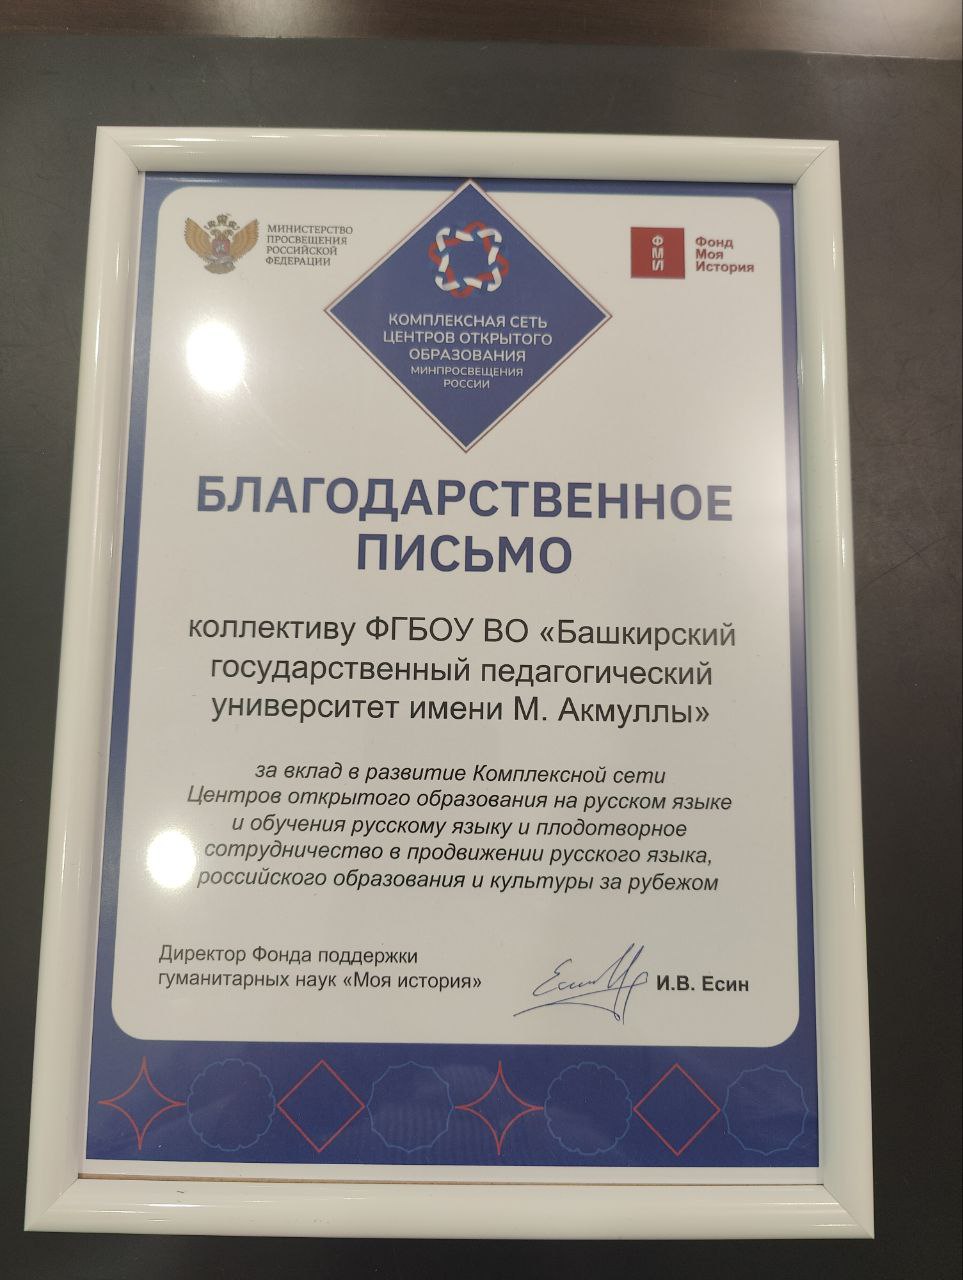 МИНИСТЕРСТВО
ПРОСВЕЩЕНИЯ
РОССИЙСКОЙ
ФЕДЕРАЦИИ
ФМИ
Фонд
Моя
История
КОМПЛЕКСНАЯ СЕТЬ
ЦЕНТРОВ ОТКРЫТОГО
ОБРАЗОВАНИЯ
МИНПРОСВЕЩЕНИЯ
РОССИИ
БЛАГОДАРСТВЕННОЕ
ПИСЬМО
коллективу ФГБОУ ВО «Башкирский
государственный педагогический
университет имени М. Акмуллы»
за вклад в развитие Комплексной сети
Центров открытого образования на русском языке
и обучения русскому языку и плодотворное
сотрудничество в продвижении русского языка,
российского образования и культуры за рубежом
Директор Фонда поддержки
гуманитарных наук «Моя история»
И.В. Есин